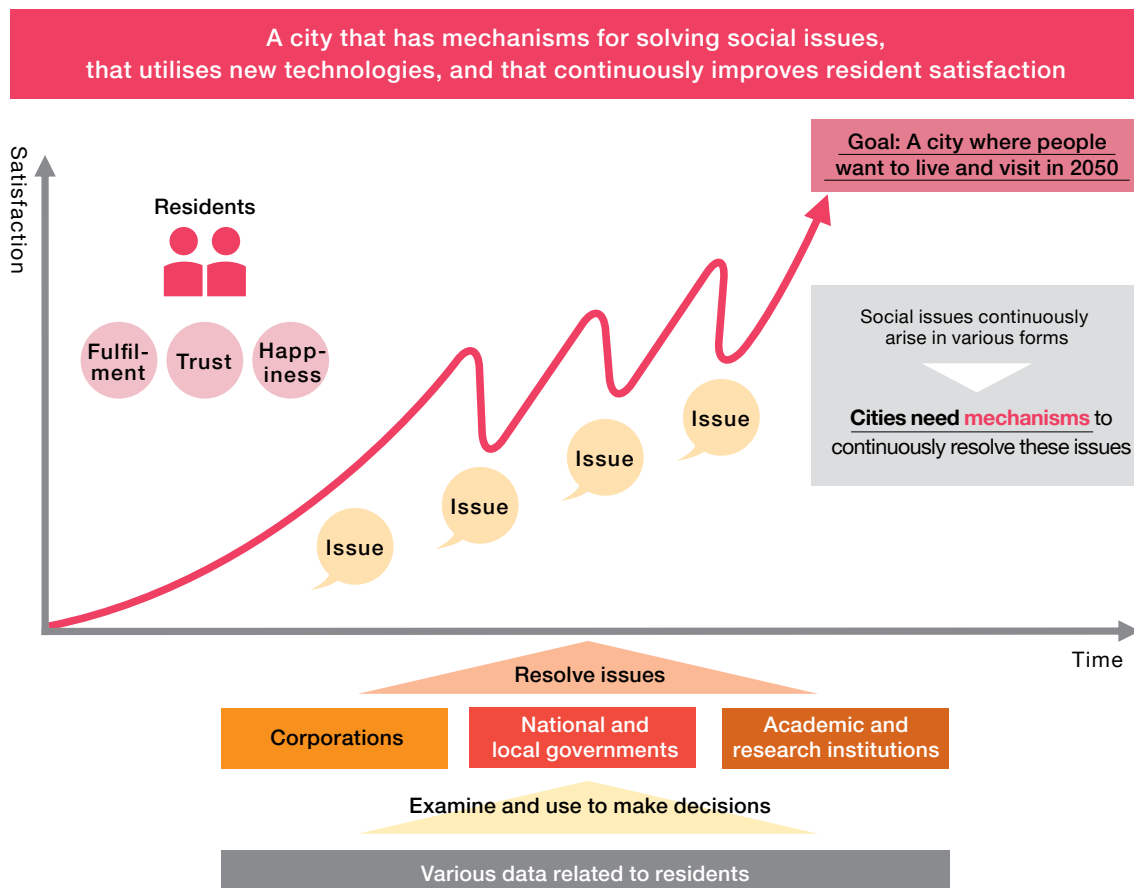 A city that has mechanisms for solving social issues,
that utilises new technologies, and that continuously improves resident satisfaction
Goal: A city where people
want to live and visit in 2050
Satisfaction
Residents
Fulfil-
ment
Trust
Happ-
iness
Social issues continuously
arise in various forms
Cities need mechanisms to
continuously resolve these issues
Issue
Issue
Issue
Issue
Time
Resolve issues
Corporations
National and
local governments
Academic and
research institutions
Examine and use to make decisions
Various data related to residents